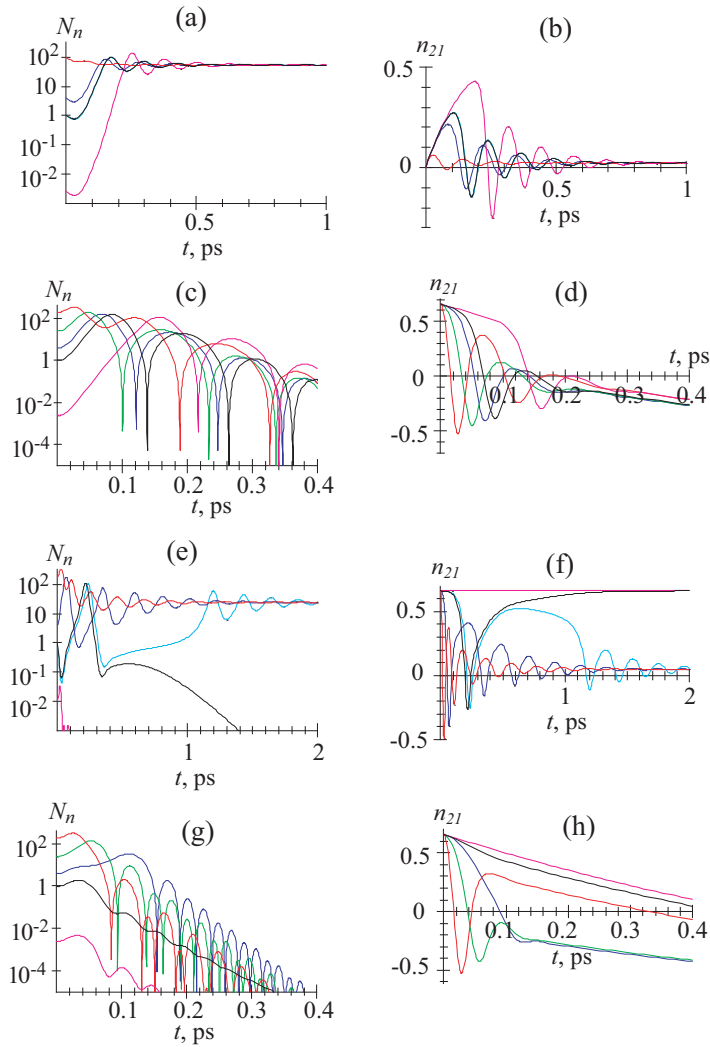 (a)
N_n
10^2
10
1
10^-1
10^-2
0.5
1
t, ps
(b)
n_21
0.5
0
0.5
1
t, ps
(c)
N_n
10^2
1
10^-2
10^-4
0.1
0.2
0.3
0.4
t, ps
(d)
n_21
0.5
0
-0.5
0.1
0.2
0.3
0.4
t, ps
(e)
N_n
10^2
10
1
10^-1
10^-2
1
2
t, ps
(f)
n_21
0.5
0
-0.5
1
2
t, ps
(g)
N_n
10^2
1
10^-2
10^-4
0.1
0.2
0.3
0.4
t, ps
(h)
n_21
0.5
0
-0.5
0.1
0.2
0.3
0.4
t, ps